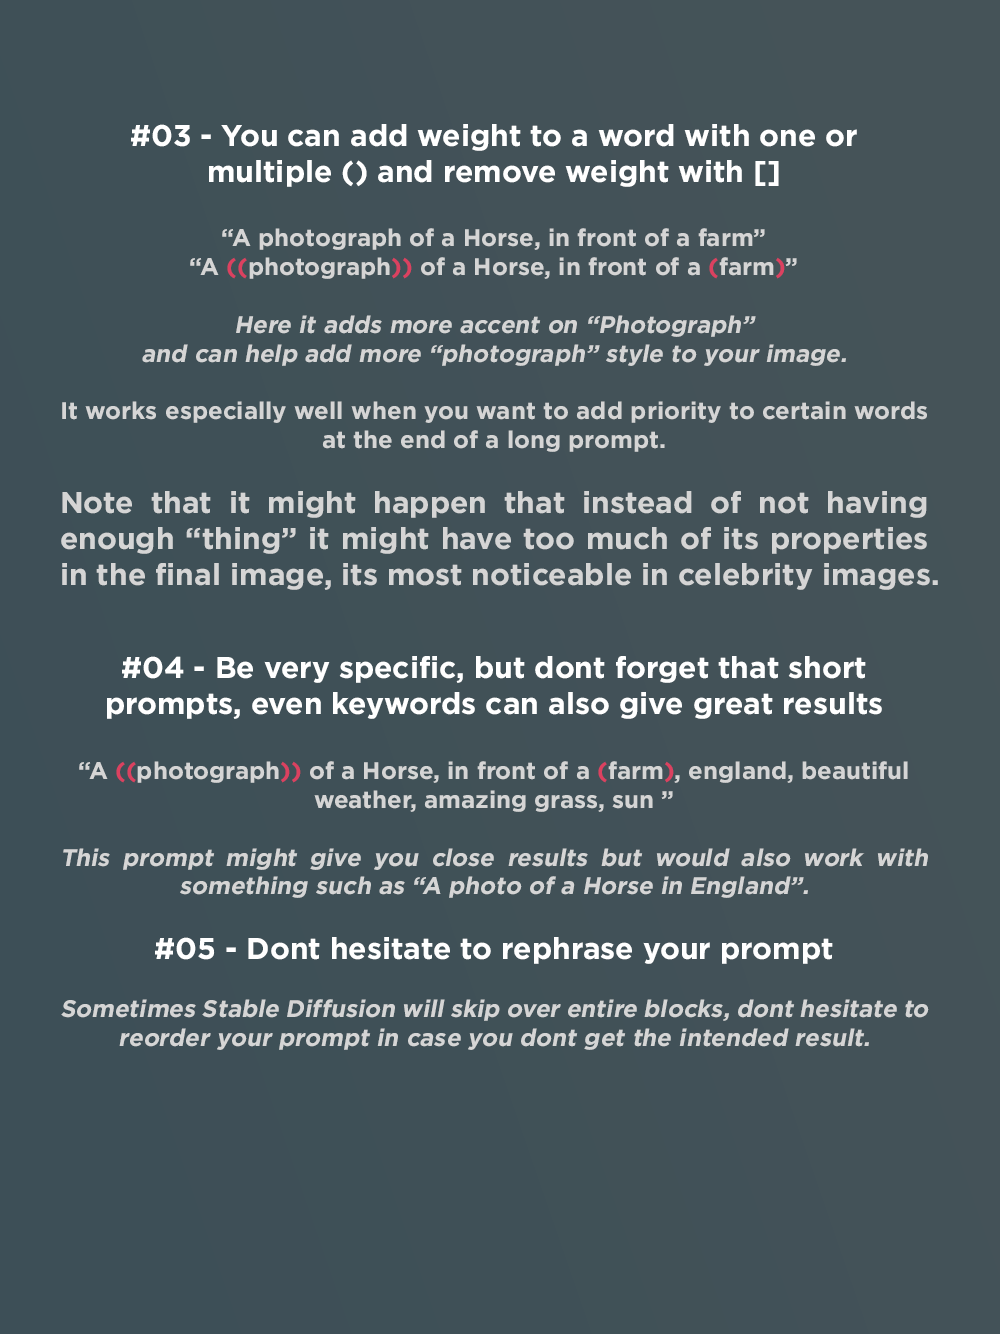 #03 - You can add weight to a word with one or
multiple () and remove weight with []
“A photograph of a Horse, in front of a farm”
“A ((photograph)) of a Horse, in front of a (farm)”
Here it adds more accent on “Photograph”
and can help add more “photograph” style to your image.
It works especially well when you want to add priority to certain words
at the end of a long prompt.
Note that it might happen that instead of not having
enough “thing” it might have too much of its properties
in the final image, its most noticeable in celebrity images.
#04 - Be very specific, but dont forget that short
prompts, even keywords can also give great results
“A ((photograph)) of a Horse, in front of a (farm), england, beautiful
weather, amazing grass, sun ”
This prompt might give you close results but would also work with
something such as “A photo of a Horse in England”.
#05 - Dont hesitate to rephrase your prompt
Sometimes Stable Diffusion will skip over entire blocks, dont hesitate to
reorder your prompt in case you dont get the intended result.